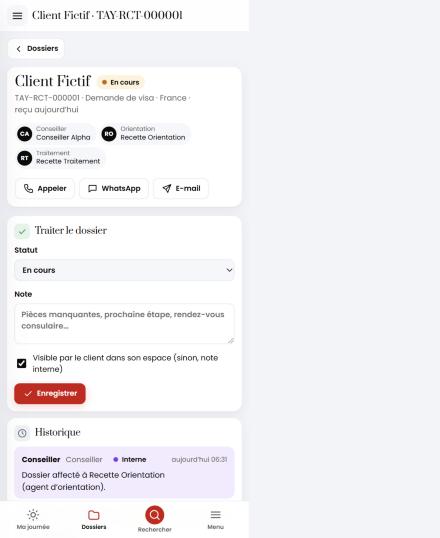 Client Fictif · TAY-RCT-000001
Dossiers
Client Fictif
En cours
TAY-RCT-000001 · Demande de visa · France ·
reçu aujourd'hui
CA
Conseiller
Conseiller Alpha
RO
Orientation
Recette Orientation
RT
Traitement
Recette Traitement
Appeler
WhatsApp
E-mail
Traiter le dossier
Statut
En cours
Note
Pièces manquantes, prochaine étape, rendez-vous
consulaire…
Visible par le client dans son espace (sinon, note
interne)
Enregistrer
Historique
Conseiller Conseiller Interne aujourd'hui 06:31
Dossier affecté à Recette Orientation
(agent d'orientation).
Ma journée
Dossiers
Rechercher
Menu